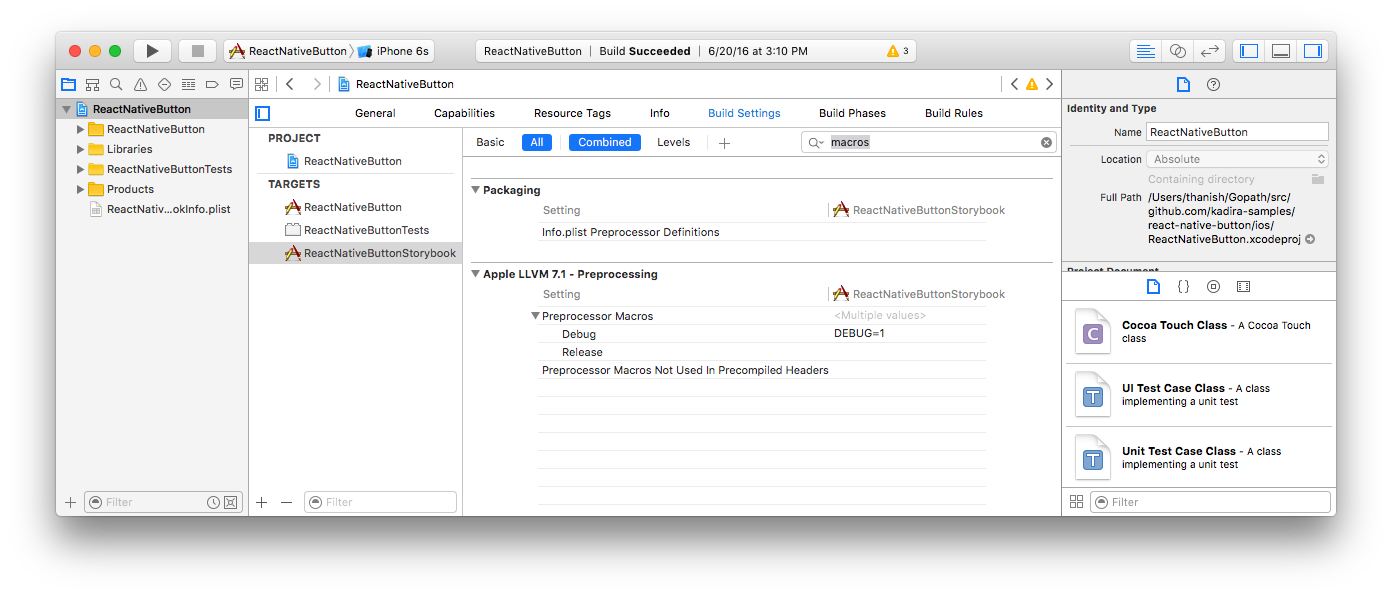 ReactNativeButton iPhone 6s
ReactNativeButton | Build Succeeded | 6/20/16 at 3:10 PM
3
ReactNativeButton
ReactNativeButton
Libraries
ReactNativeButtonTests
Products
ReactNativ...okInfo.plist
Filter
ReactNativeButton
General
Capabilities
Resource Tags
Info
Build Settings
Build Phases
Build Rules
PROJECT
ReactNativeButton
TARGETS
ReactNativeButton
ReactNativeButtonTests
ReactNativeButtonStorybook
Filter
Basic
All
Combined
Levels
macros
Packaging
Setting
ReactNativeButtonStorybook
Info.plist Preprocessor Definitions
Apple LLVM 7.1 - Preprocessing
Setting
ReactNativeButtonStorybook
Preprocessor Macros
<Multiple values>
Debug
DEBUG=1
Release
Preprocessor Macros Not Used In Precompiled Headers
Identity and Type
Name
ReactNativeButton
Location
Absolute
Containing directory
Full Path
/Users/thanish/Gopath/src/
github.com/kadira-samples/
react-native-button/ios/
ReactNativeButton.xcodeproj
Project Document
{}
C
Cocoa Touch Class - A Cocoa Touch
class
T
UI Test Case Class - A class
implementing a unit test
T
Unit Test Case Class - A class
implementing a unit test
Filter